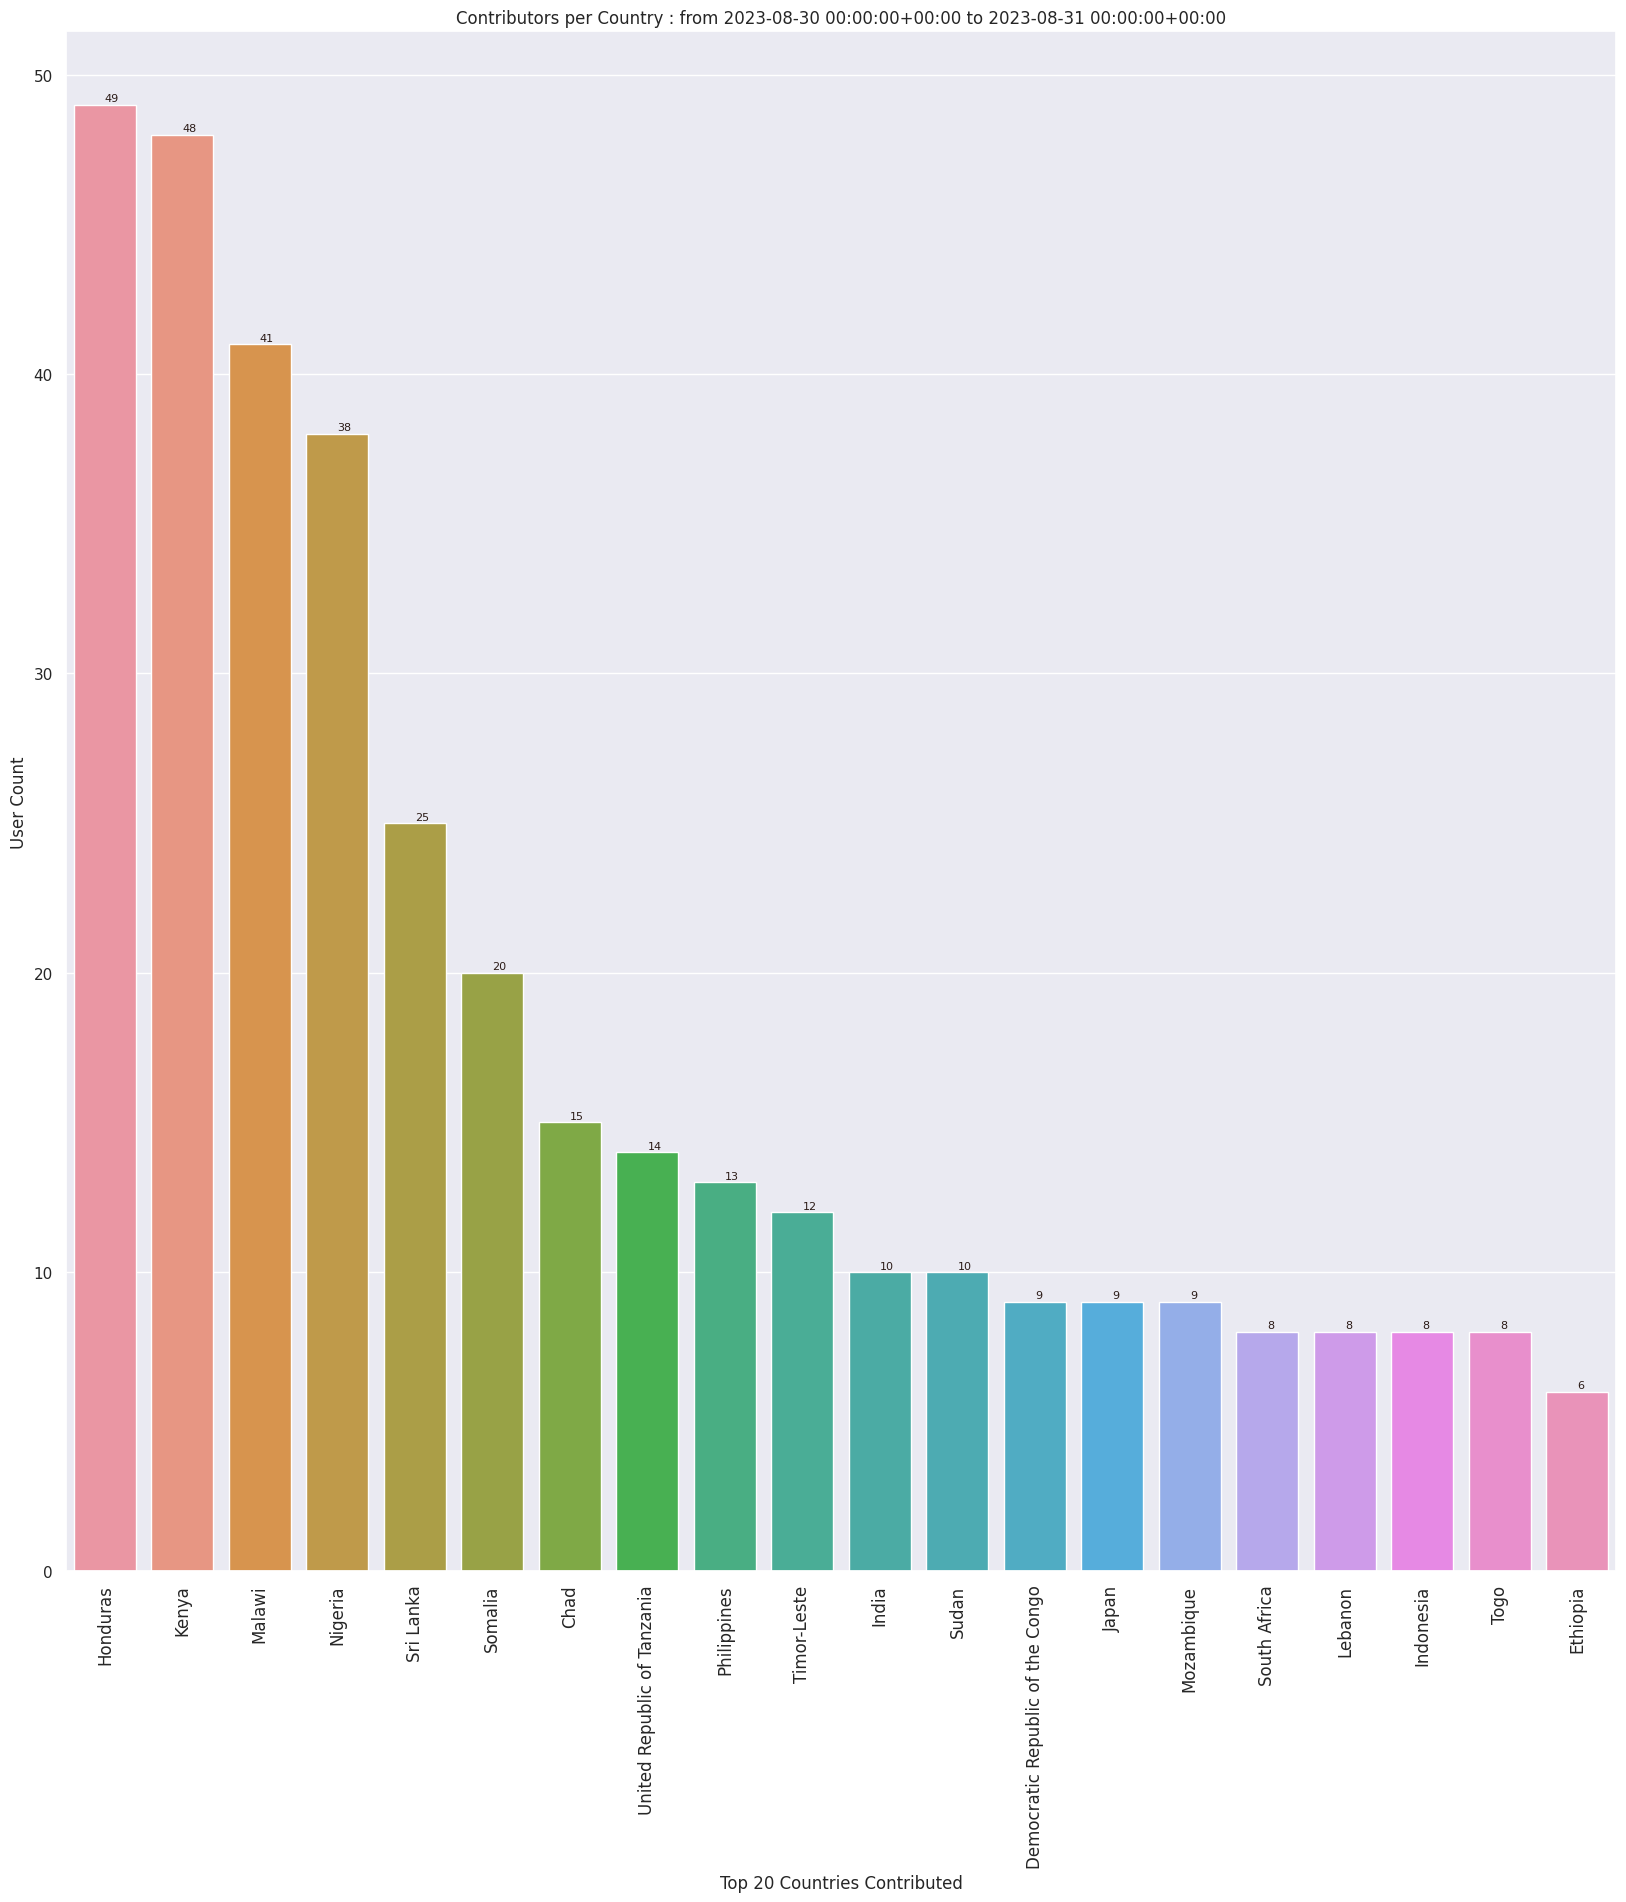 Contributors per Country : from 2023-08-30 00:00:00+00:00 to 2023-08-31 00:00:00+00:00
50
40
30
20
10
0
User Count
49
48
41
38
25
20
15
14
13
12
10
10
9
9
9
8
8
8
8
6
Honduras
Kenya
Malawi
Nigeria
Sri Lanka
Somalia
Chad
United Republic of Tanzania
Philippines
Timor-Leste
India
Sudan
Democratic Republic of the Congo
Japan
Mozambique
South Africa
Lebanon
Indonesia
Togo
Ethiopia
Top 20 Countries Contributed